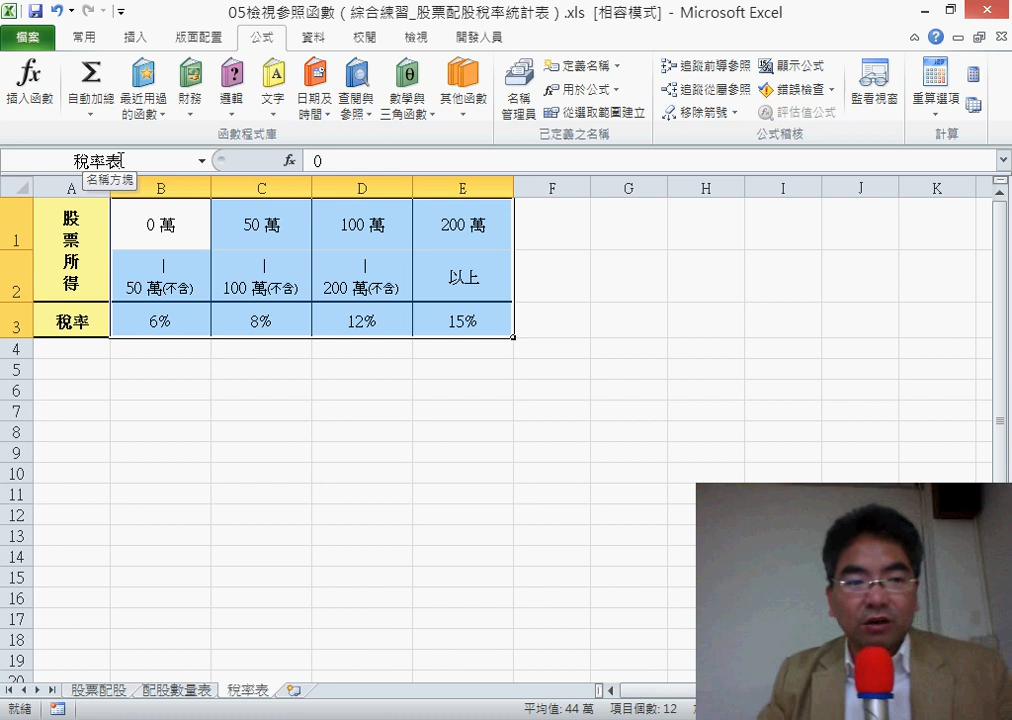 05檢視參照函數 ( 綜合練習_股票配股稅率統計表 ) .xls [相容模式] - Microsoft Excel
檔案 常用 插入 版面配置 公式 資料 校閱 檢視 開發人員
插入函數
自動加總
最近用過的函數
財務
邏輯
文字
日期及時間
查閱與參照
數學與三角函數
其他函數
函數程式庫
名稱管理員
定義名稱
用於公式
從選取範圍建立
已定義之名稱
追蹤前導參照
追蹤從屬參照
移除箭號
顯示公式
錯誤檢查
評估值公式
公式稽核
監看視窗
重算選項
計算
稅率表
fx 0
名稱方塊
A B C D E F G H I J K
1 股票所得 0 萬 50 萬 100 萬 200 萬
2 | 50 萬(不含) | 100 萬(不含) | 200 萬(不含) 以上
3 稅率 6% 8% 12% 15%
4
5
6
7
8
9
10
11
12
13
14
15
16
17
18
19
20
股票配股 配股數量表 稅率表
就緒 平均值: 44 萬 項目個數: 12